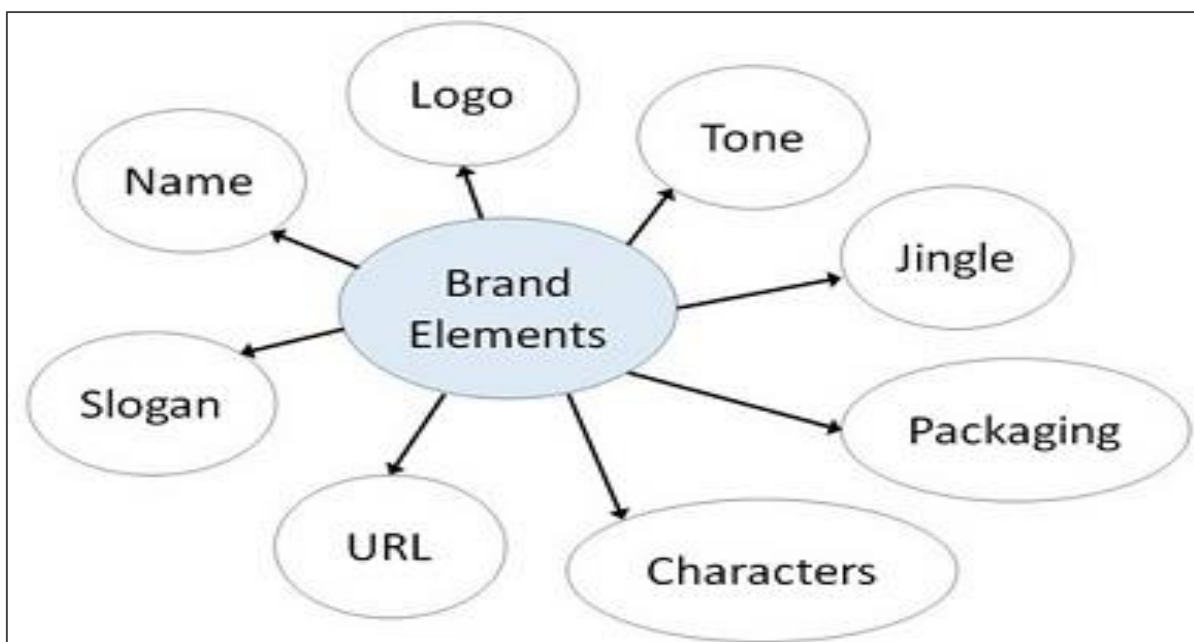 Logo
Tone
Name
Jingle
Brand
Elements
Slogan
Packaging
URL
Characters